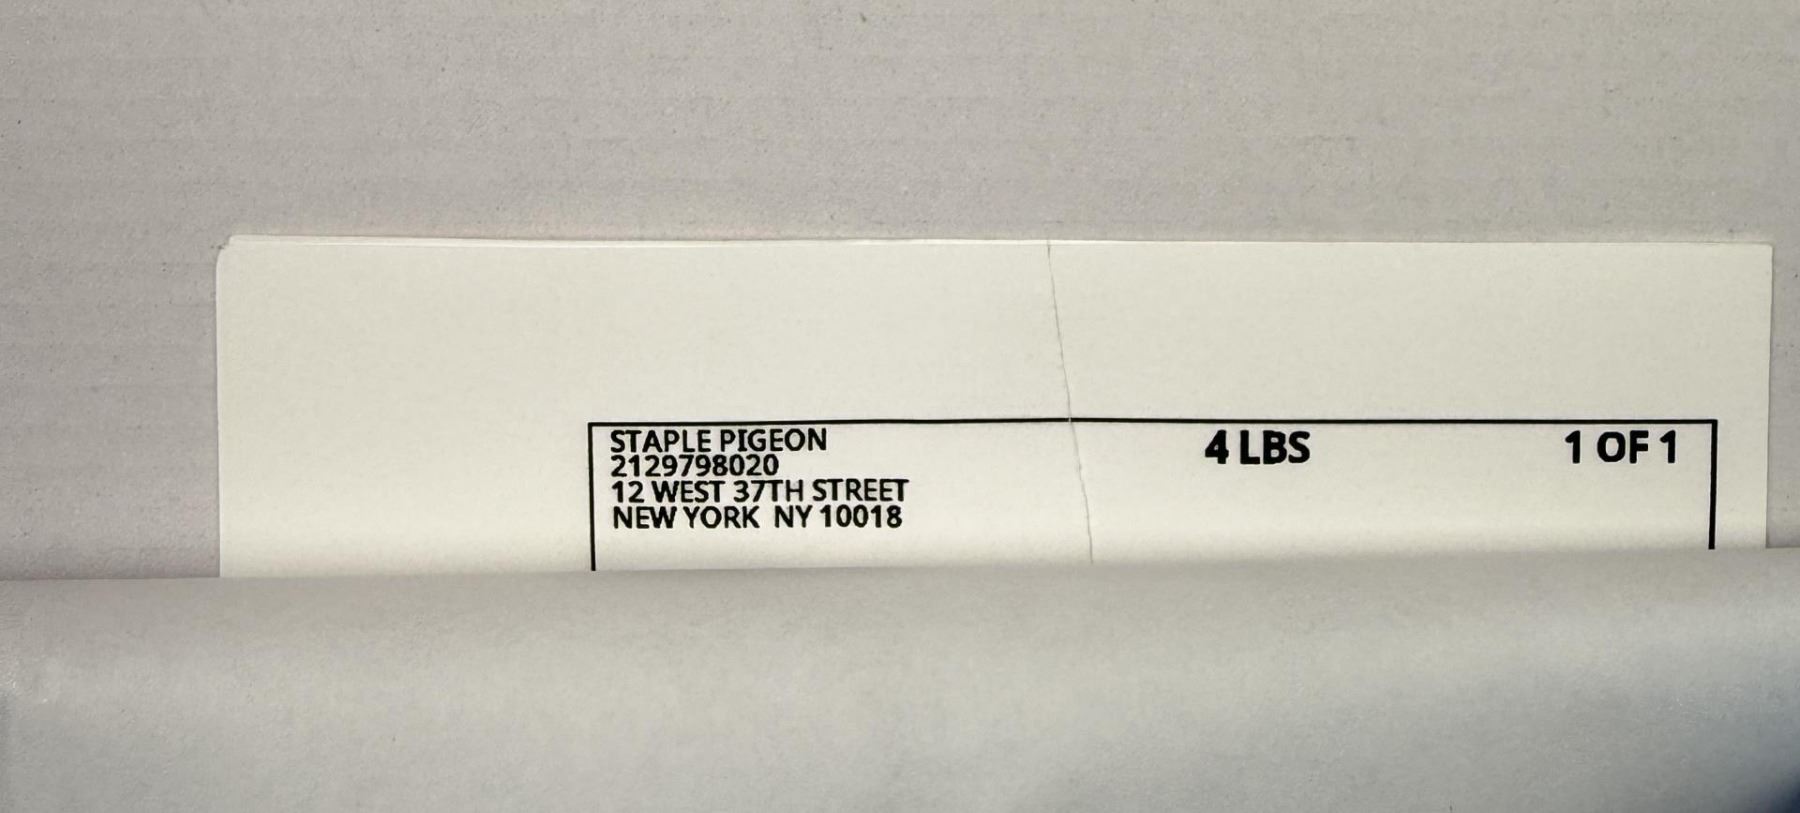 STAPLE PIGEON
2129798020
12 WEST 37TH STREET
NEW YORK NY 10018
4 LBS
1 OF 1